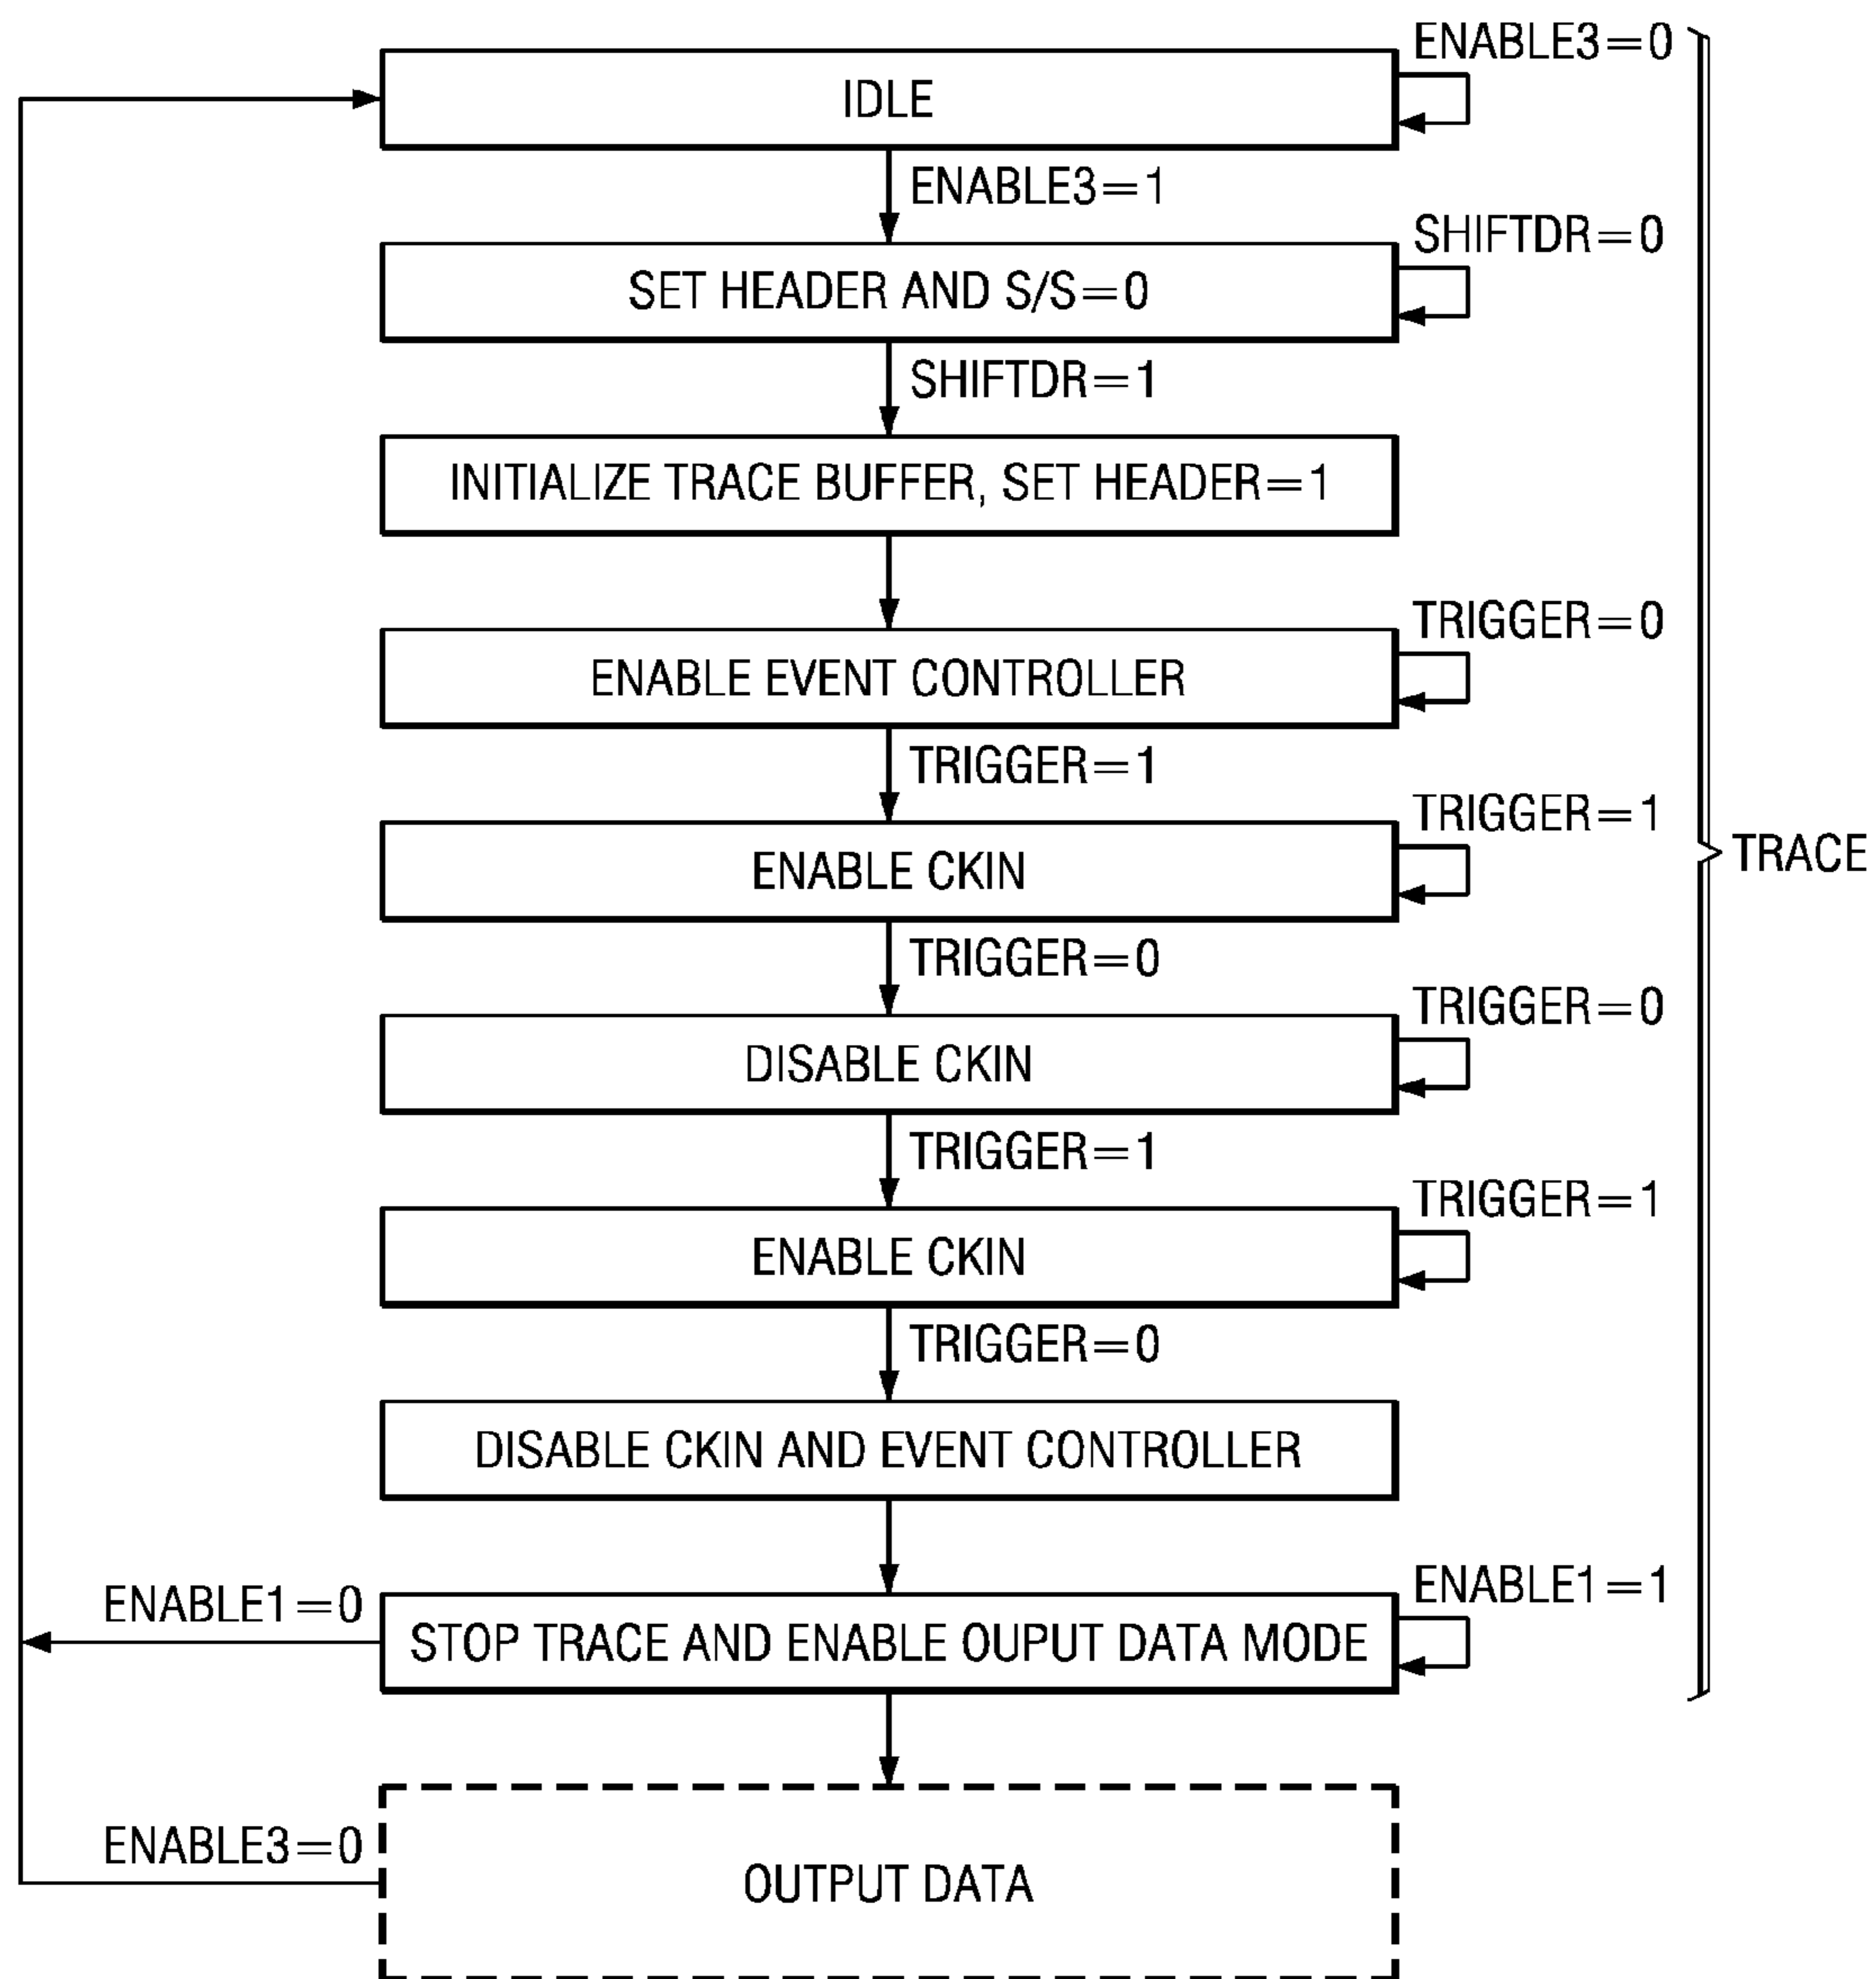 ENABLE3=0
IDLE
ENABLE3=1
SHIFTDR=0
SET HEADER AND S/S=0
SHIFTDR=1
INITIALIZE TRACE BUFFER, SET HEADER=1
TRIGGER=0
ENABLE EVENT CONTROLLER
TRIGGER=1
TRIGGER=1
TRACE
ENABLE CKIN
TRIGGER=0
TRIGGER=0
DISABLE CKIN
TRIGGER=1
TRIGGER=1
ENABLE CKIN
TRIGGER=0
DISABLE CKIN AND EVENT CONTROLLER
ENABLE1=0
ENABLE1=1
STOP TRACE AND ENABLE OUPUT DATA MODE
ENABLE3=0
OUTPUT DATA